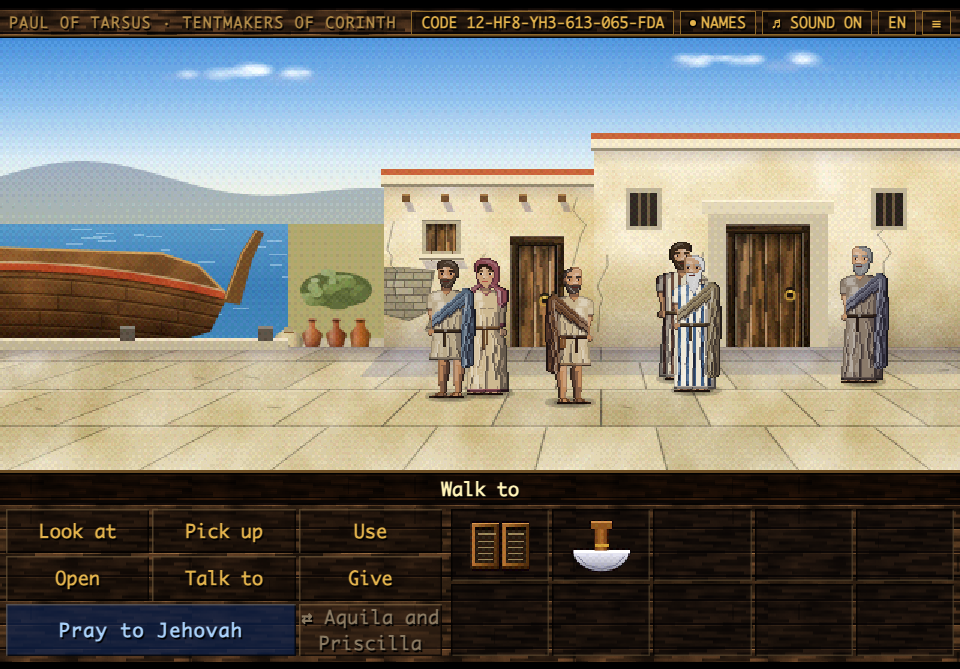 PAUL OF TARSUS · TENTMAKERS OF CORINTH
CODE 12-HF8-YH3-613-065-FDA
NAMES
SOUND ON
EN
Walk to
Look at
Pick up
Use
Open
Talk to
Give
Pray to Jehovah
Aquila and
Priscilla